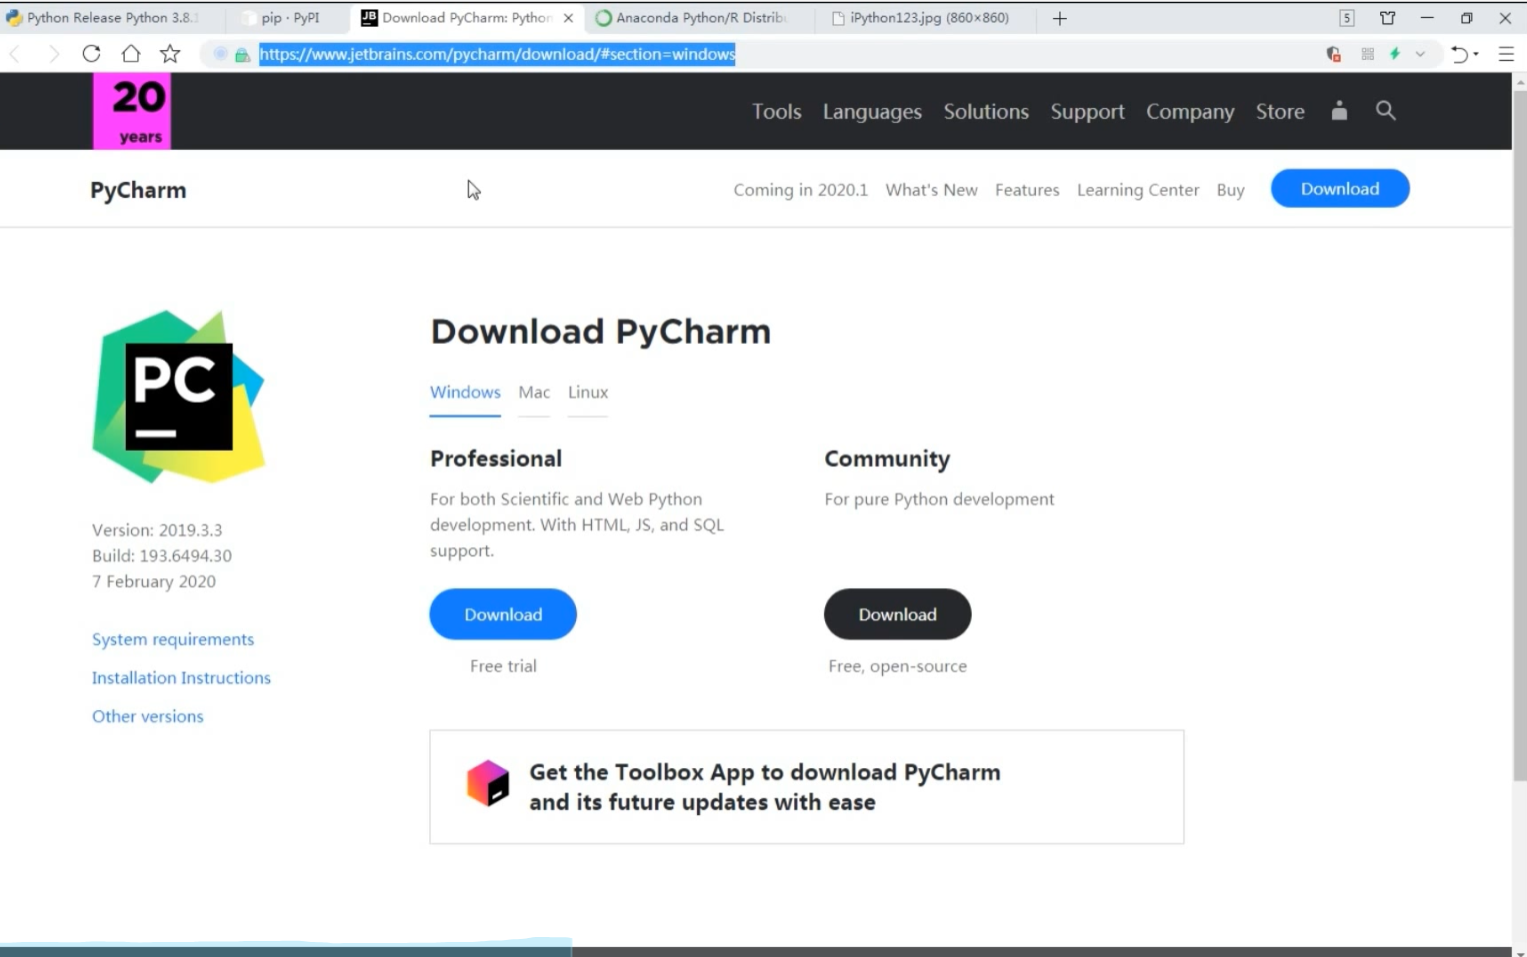 Python Release Python 3.8.1
pip · PyPI
JB
Download PyCharm: Python
Anaconda Python/R Distribu
iPython123.jpg (860×860)
5
https://www.jetbrains.com/pycharm/download/#section=windows
20
years
Tools Languages Solutions Support Company Store
PyCharm
Coming in 2020.1 What's New Features Learning Center Buy Download
Download PyCharm
Windows Mac Linux
PC
Professional
For both Scientific and Web Python
development. With HTML, JS, and SQL
support.
Download
Free trial
Community
For pure Python development
Download
Free, open-source
Version: 2019.3.3
Build: 193.6494.30
7 February 2020
System requirements
Installation Instructions
Other versions
Get the Toolbox App to download PyCharm
and its future updates with ease